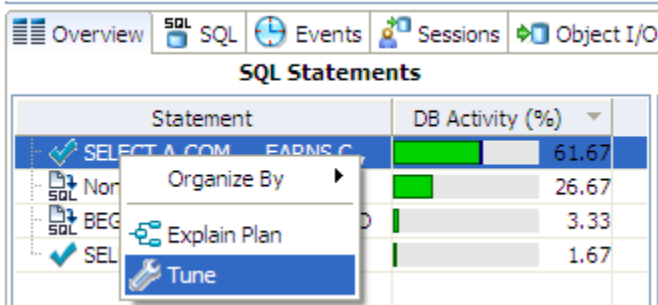 Overview SQL SQL Events Sessions Object I/O
SQL Statements
Statement DB Activity (%)
SELECT A.COM... EARNS C., 61.67
SQL Non 26.67
Organize By
SQL BEG D 3.33
Explain Plan
SEL 1.67
Tune